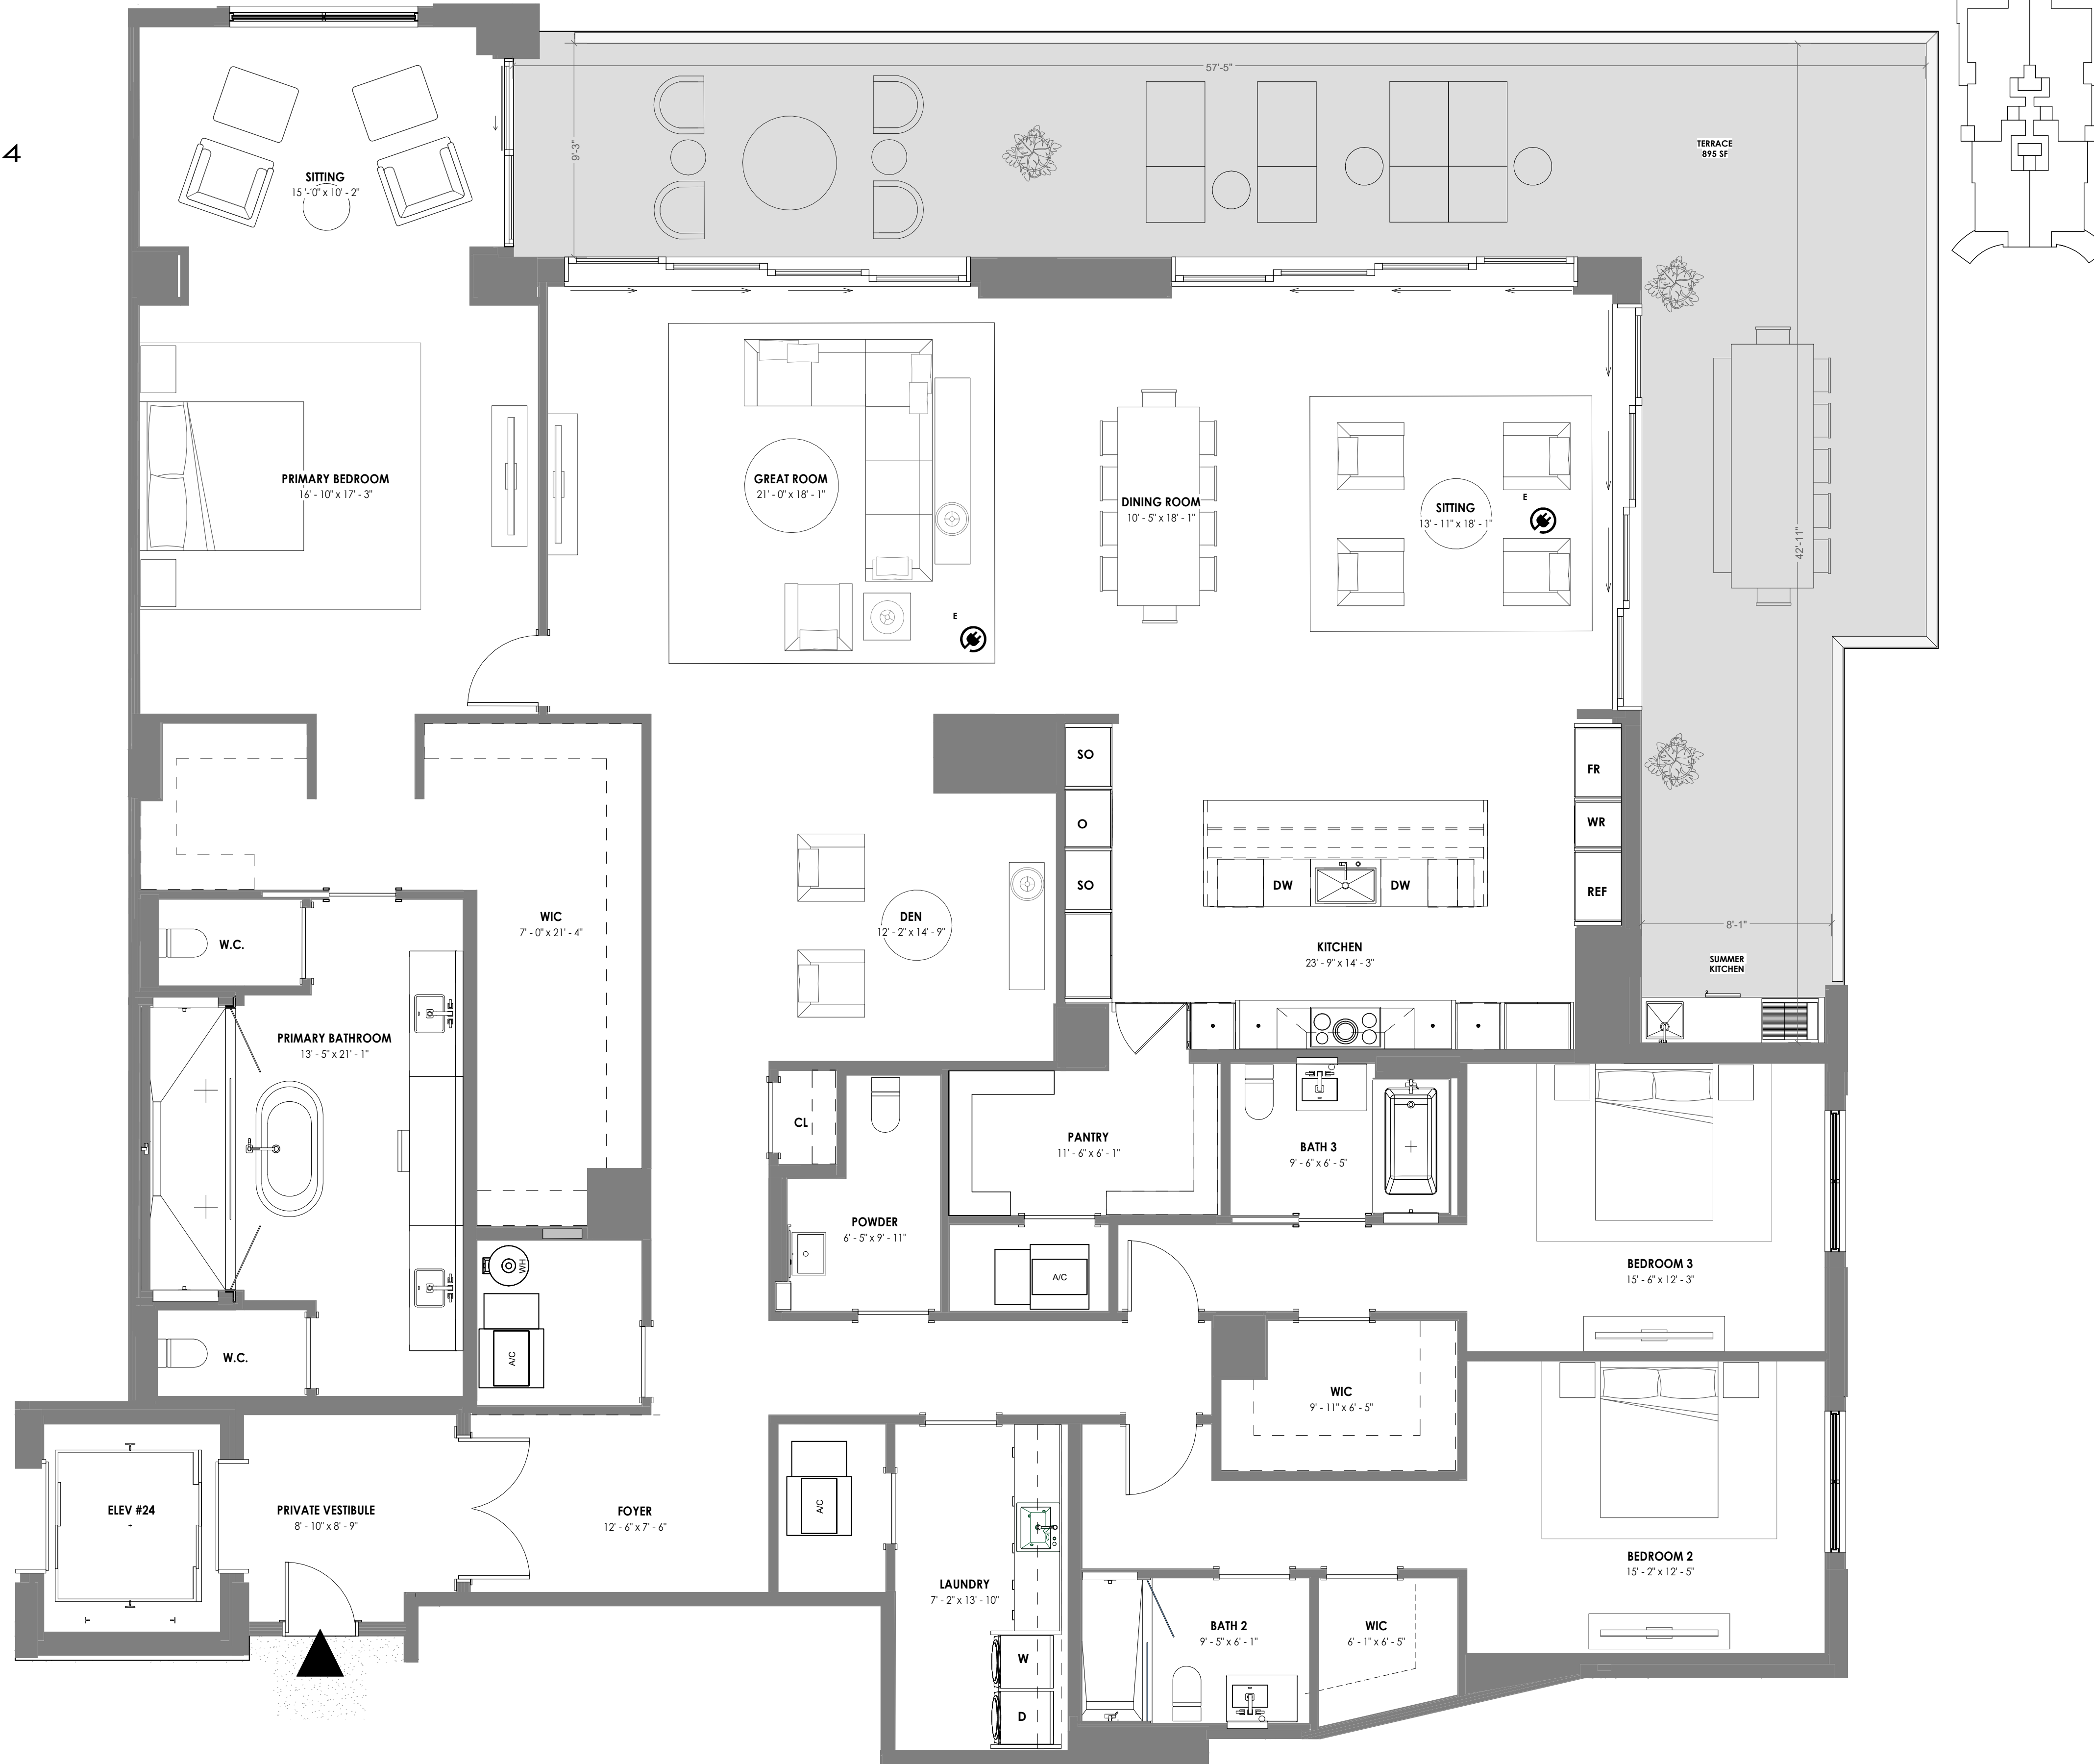 4
57'-5"
9'-3"
TERRACE
895 SF
SITTING
15 '-'0" x 10' - 2"
PRIMARY BEDROOM
16' - 10" x 17' - 3"
GREAT ROOM
21' - 0" x 18' - 1"
E
DINING ROOM
10' - 5" x 18' - 1"
SITTING
13' - 11" x 18' - 1"
E
42'-11"
SO
O
SO
FR
WR
REF
DW
DW
KITCHEN
23' - 9" x 14' - 3"
8'-1"
SUMMER
KITCHEN
WIC
7' - 0" x 21' - 4"
DEN
12' - 2" x 14' - 9"
W.C.
PRIMARY BATHROOM
13' - 5" x 21' - 1"
CL
PANTRY
11' - 6" x 6' - 1"
BATH 3
9' - 6" x 6' - 5"
POWDER
6' - 5" x 9' - 11"
WH
A/C
A/C
BEDROOM 3
15' - 6" x 12' - 3"
W.C.
WIC
9' - 11" x 6' - 5"
ELEV #24
PRIVATE VESTIBULE
8' - 10" x 8' - 9"
FOYER
12' - 6" x 7' - 6"
A/C
LAUNDRY
7' - 2" x 13' - 10"
W
D
BATH 2
9' - 5" x 6' - 1"
WIC
6' - 1" x 6' - 5"
BEDROOM 2
15' - 2" x 12' - 5"